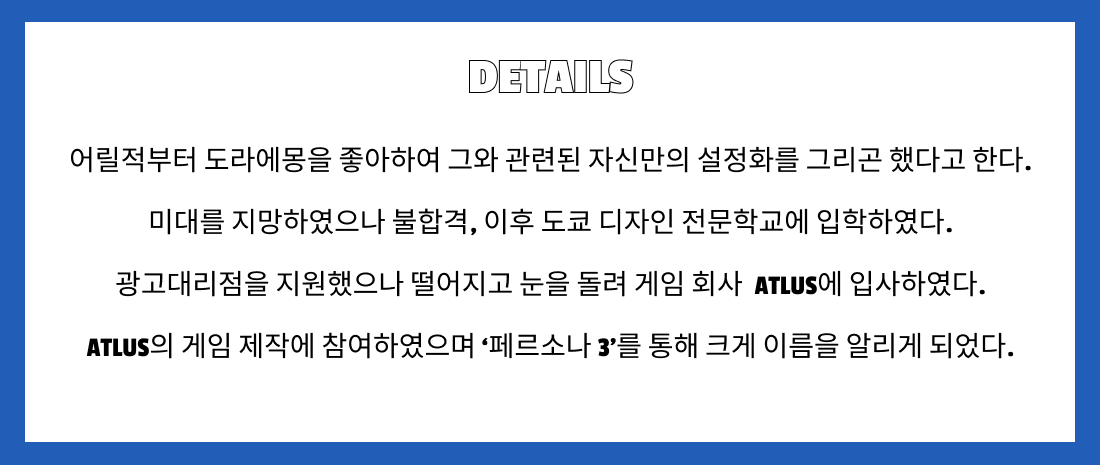 DETAILS
어릴적부터 도라에몽을 좋아하여 그와 관련된 자신만의 설정화를 그리곤 했다고 한다.
미대를 지망하였으나 불합격, 이후 도쿄 디자인 전문학교에 입학하였다.
광고대리점을 지원했으나 떨어지고 눈을 돌려 게임 회사 ATLUS에 입사하였다.
ATLUS의 게임 제작에 참여하였으며 ‘페르소나 3’를 통해 크게 이름을 알리게 되었다.